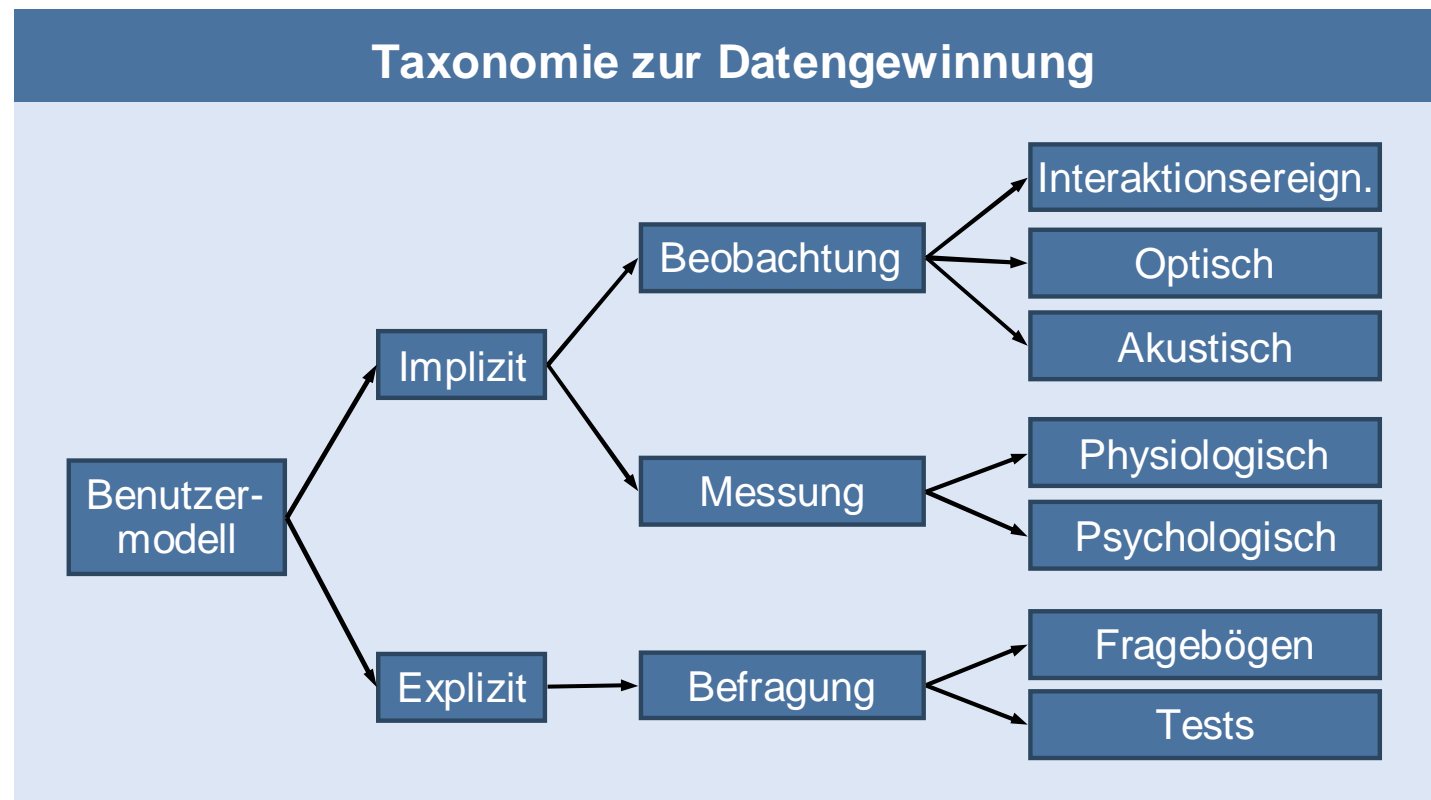 Taxonomie zur Datengewinnung
Benutzer-
modell
Implizit
Explizit
Beobachtung
Messung
Befragung
Interaktionsereign.
Optisch
Akustisch
Physiologisch
Psychologisch
Fragebögen
Tests